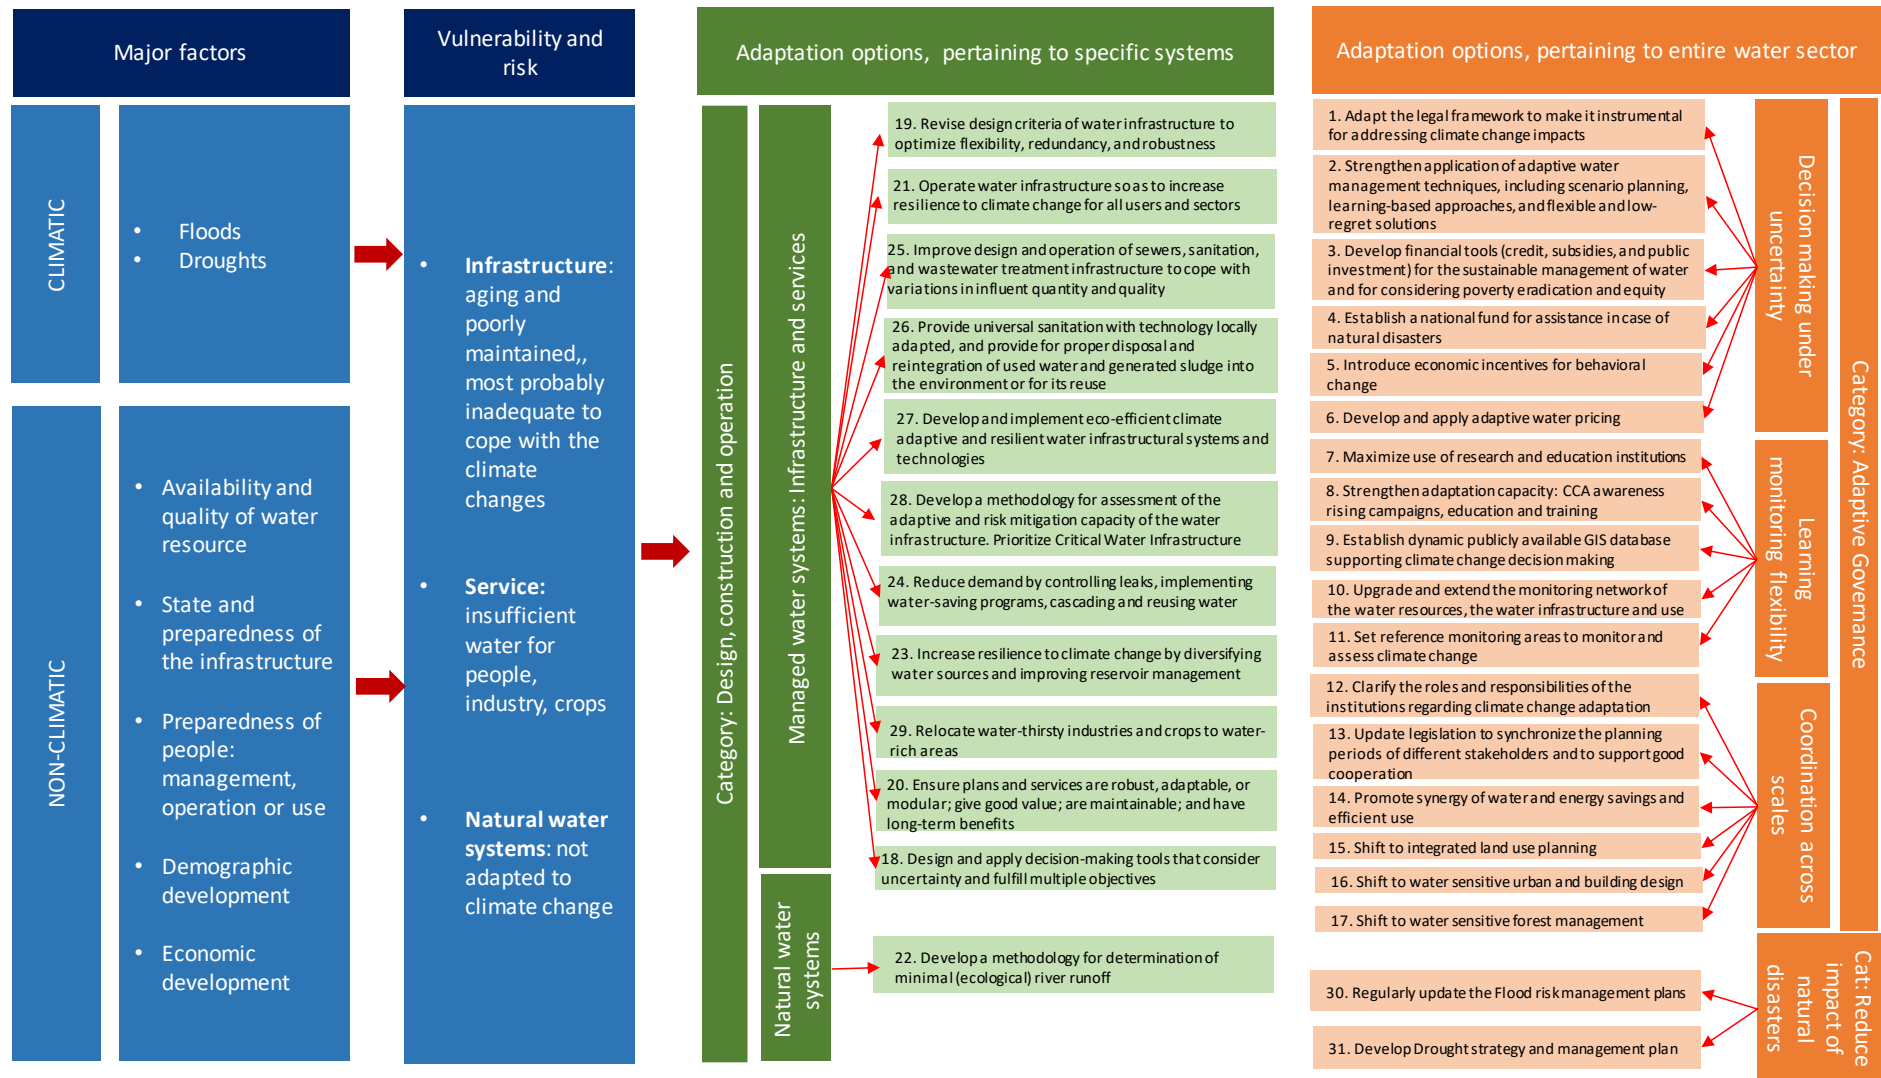 Major factors
Vulnerability and
risk
Adaptation options, pertaining to specific systems
Adaptation options, pertaining to entire water sector
CLIMATIC
• Floods
• Droughts
NON-CLIMATIC
• Availability and
quality of water
resource
• State and
preparedness of
the infrastructure
• Preparedness of
people:
management,
operation or use
• Demographic
development
• Economic
development
• Infrastructure:
aging and
poorly
maintained,,
most probably
inadequate to
cope with the
climate
changes
• Service:
insufficient
water for
people,
industry, crops
• Natural water
systems: not
adapted to
climate change
Category: Design, construction and operation
Managed water systems: Infrastructure and services
19. Revise design criteria of water infrastructure to
optimize flexibility, redundancy, and robustness
21. Operate water infrastructure so as to increase
resilience to climate change for all users and sectors
25. Improve design and operation of sewers, sanitation,
and wastewater treatment infrastructure to cope with
variations in influent quantity and quality
26. Provide universal sanitation with technology locally
adapted, and provide for proper disposal and
reintegration of used water and generated sludge into
the environment or for its reuse
27. Develop and implement eco-efficient climate
adaptive and resilient water infrastructural systems and
technologies
28. Develop a methodology for assessment of the
adaptive and risk mitigation capacity of the water
infrastructure. Prioritize Critical Water Infrastructure
24. Reduce demand by controlling leaks, implementing
water-saving programs, cascading and reusing water
23. Increase resilience to climate change by diversifying
water sources and improving reservoir management
29. Relocate water-thirsty industries and crops to water-
rich areas
20. Ensure plans and services are robust, adaptable, or
modular; give good value; are maintainable; and have
long-term benefits
18. Design and apply decision-making tools that consider
uncertainty and fulfill multiple objectives
Natural water
systems
22. Develop a methodology for determination of
minimal (ecological) river runoff
1. Adapt the legal framework to make it instrumental
for addressing climate change impacts
2. Strengthen application of adaptive water
management techniques, including scenario planning,
learning-based approaches, and flexible and low-
regret solutions
3. Develop financial tools (credit, subsidies, and public
investment) for the sustainable management of water
and for considering poverty eradication and equity
4. Establish a national fund for assistance in case of
natural disasters
5. Introduce economic incentives for behavioral
change
6. Develop and apply adaptive water pricing
Decision making under
uncertainty
7. Maximize use of research and education institutions
8. Strengthen adaptation capacity: CCA awareness
rising campaigns, education and training
9. Establish dynamic publicly available GIS database
supporting climate change decision making
10. Upgrade and extend the monitoring network of
the water resources, the water infrastructure and use
11. Set reference monitoring areas to monitor and
assess climate change
Learning
monitoring flexibility
12. Clarify the roles and responsibilities of the
institutions regarding climate change adaptation
13. Update legislation to synchronize the planning
periods of different stakeholders and to support good
cooperation
14. Promote synergy of water and energy savings and
efficient use
15. Shift to integrated land use planning
16. Shift to water sensitive urban and building design
17. Shift to water sensitive forest management
Coordination across
scales
Category: Adaptive Governance
30. Regularly update the Flood risk management plans
31. Develop Drought strategy and management plan
Cat: Reduce
impact of
natural
disasters